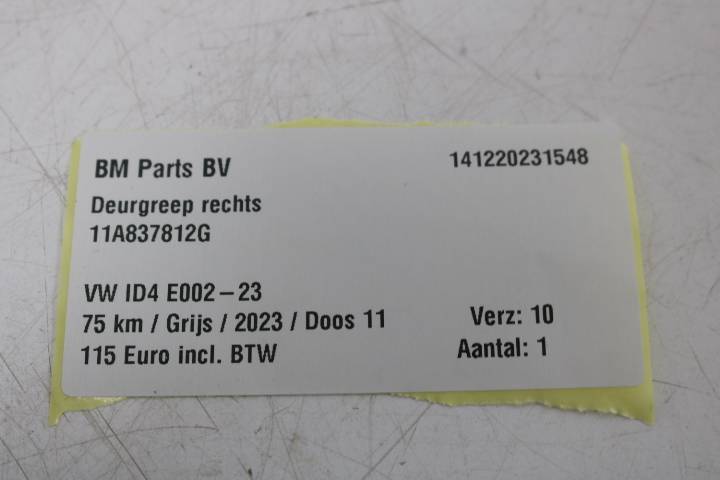 BM Parts BV 141220231548
Deurgreep rechts
11A837812G
VW ID4 E002-23
75 km / Grijs / 2023 / Doos 11 Verz: 10
115 Euro incl. BTW Aantal: 1